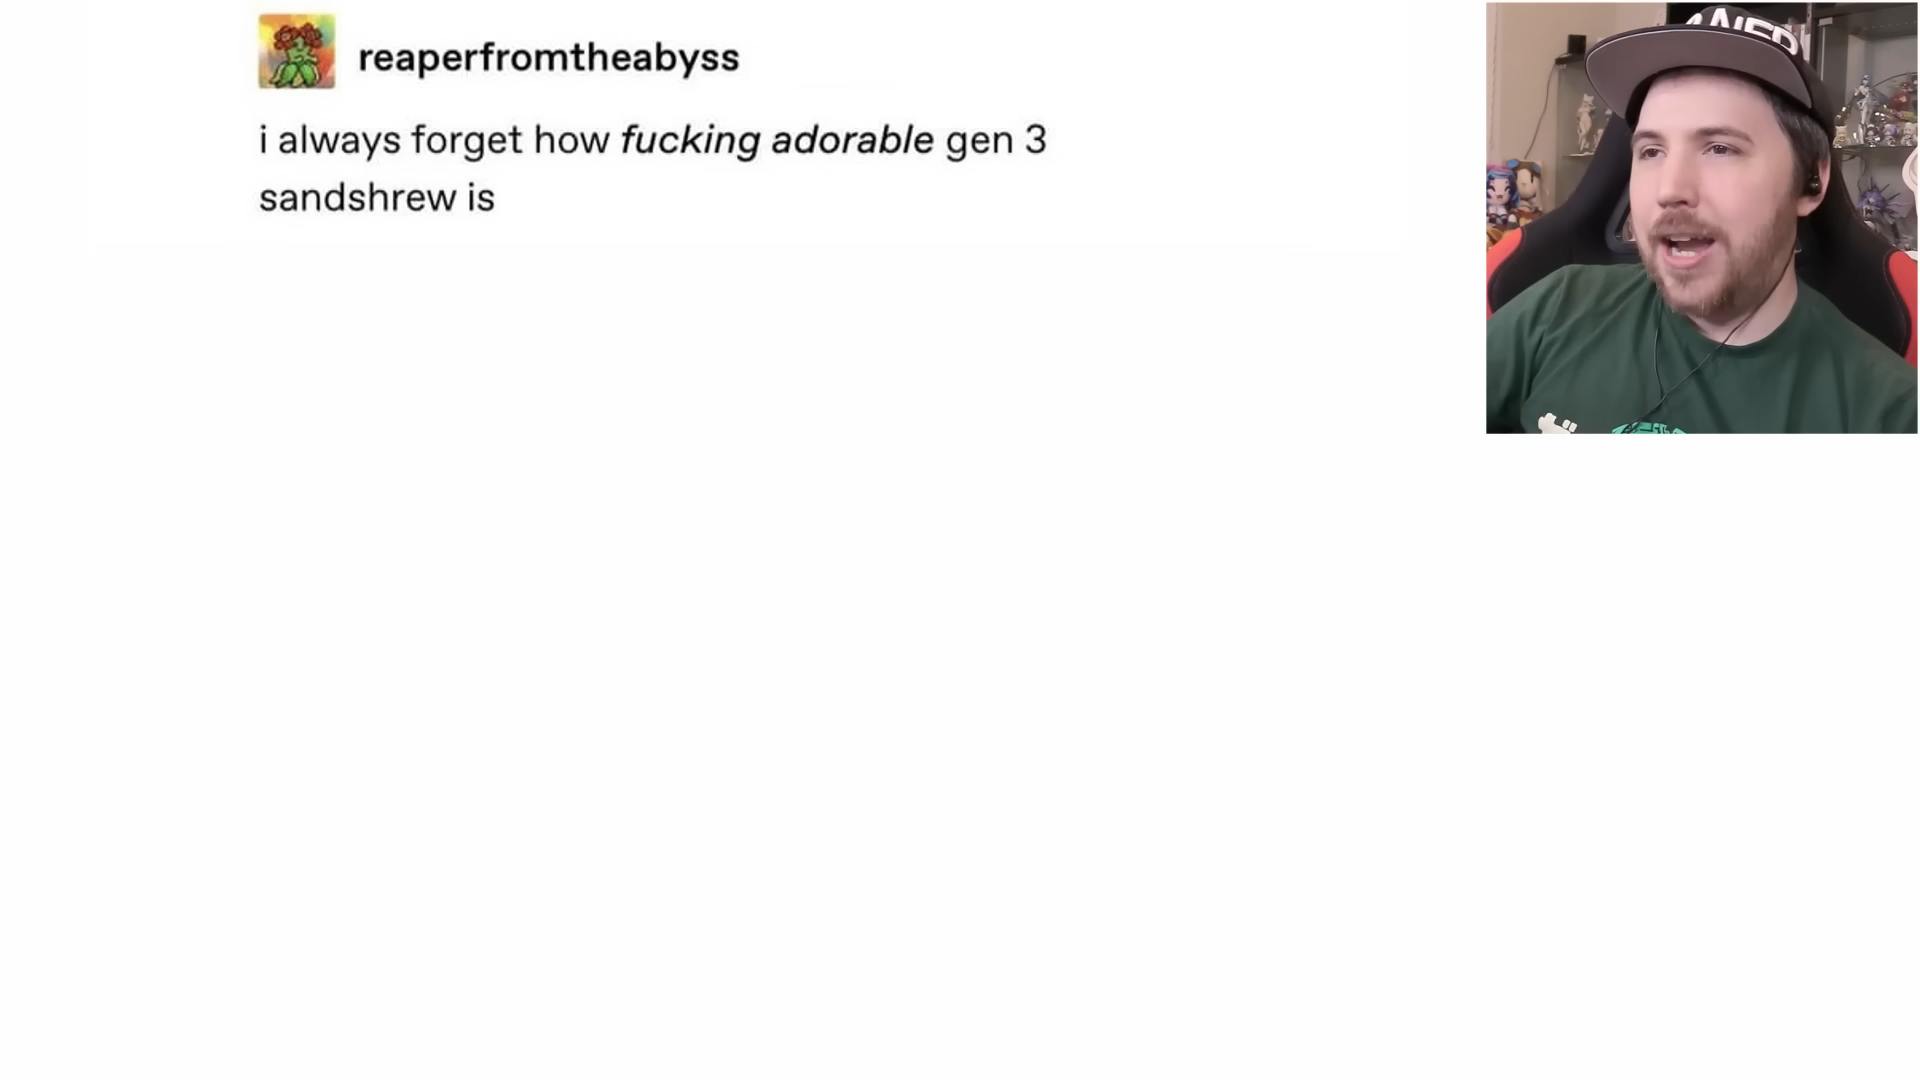 reaperfromtheabyss
i always forget how fucking adorable gen 3
sandshrew is